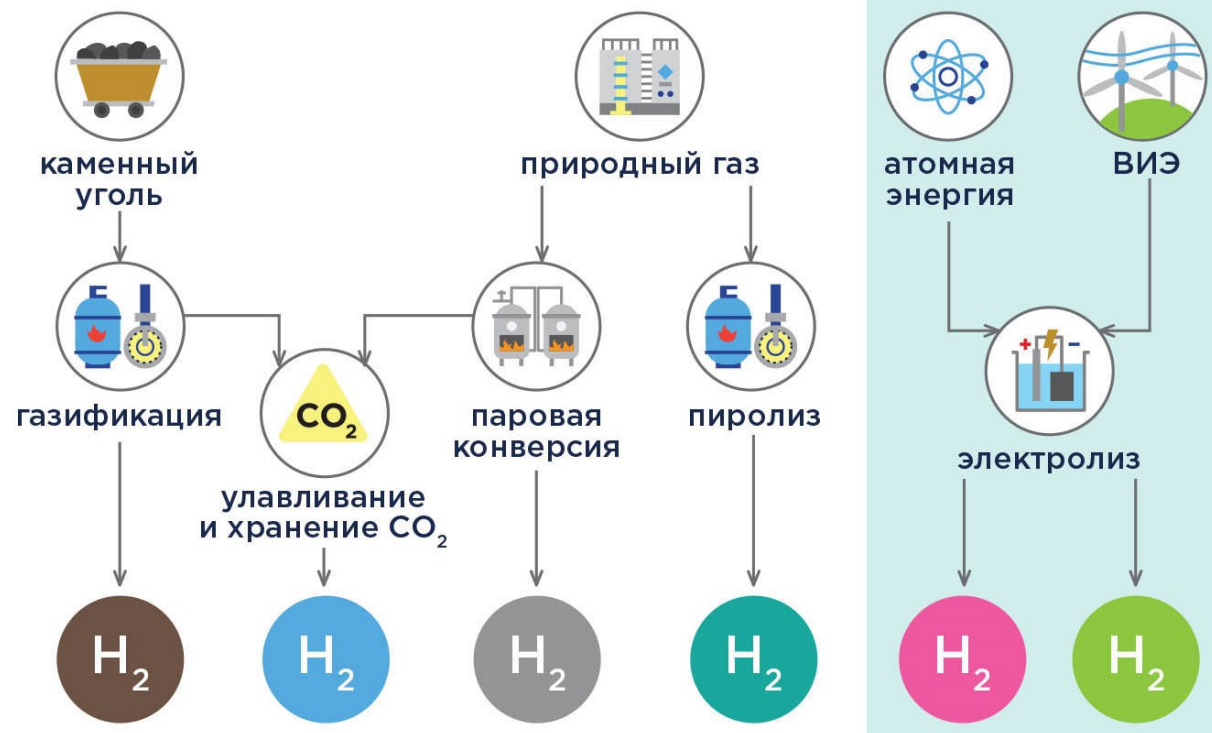 каменный
уголь
природный газ
атомная
энергия
ВИЭ
газификация
CO₂
улавливание
и хранение CO₂
паровая
конверсия
пиролиз
+ −
электролиз
H₂
H₂
H₂
H₂
H₂
H₂